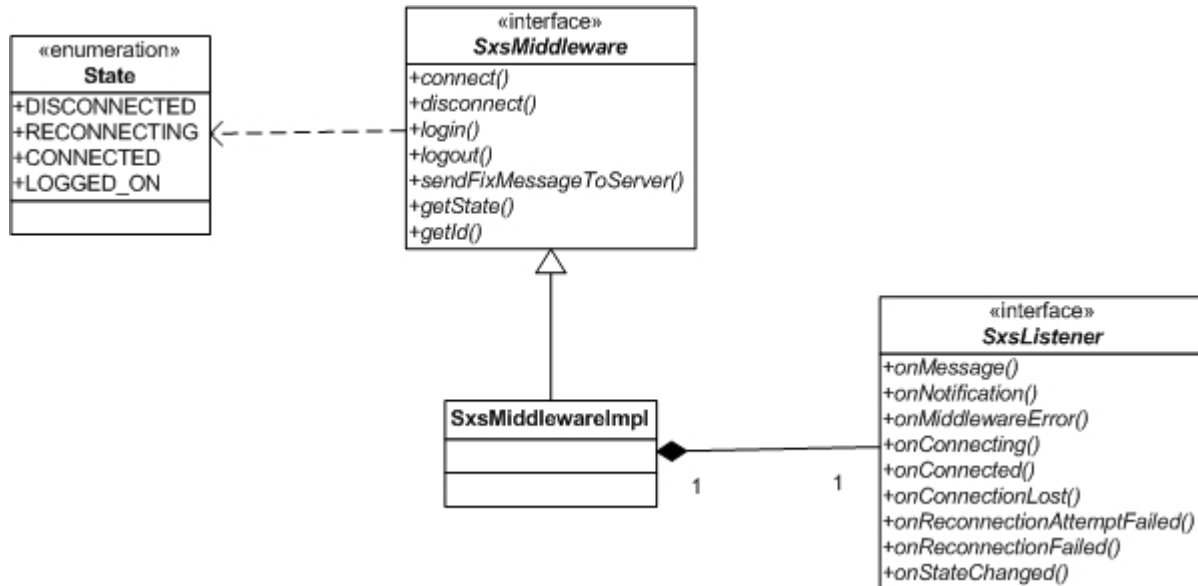 «enumeration»
State
+DISCONNECTED
+RECONNECTING
+CONNECTED
+LOGGED_ON
«interface»
SxsMiddleware
+connect()
+disconnect()
+login()
+logout()
+sendFixMessageToServer()
+getState()
+getId()
SxsMiddlewareImpl
1
1
«interface»
SxsListener
+onMessage()
+onNotification()
+onMiddlewareError()
+onConnecting()
+onConnected()
+onConnectionLost()
+onReconnectionAttemptFailed()
+onReconnectionFailed()
+onStateChanged()